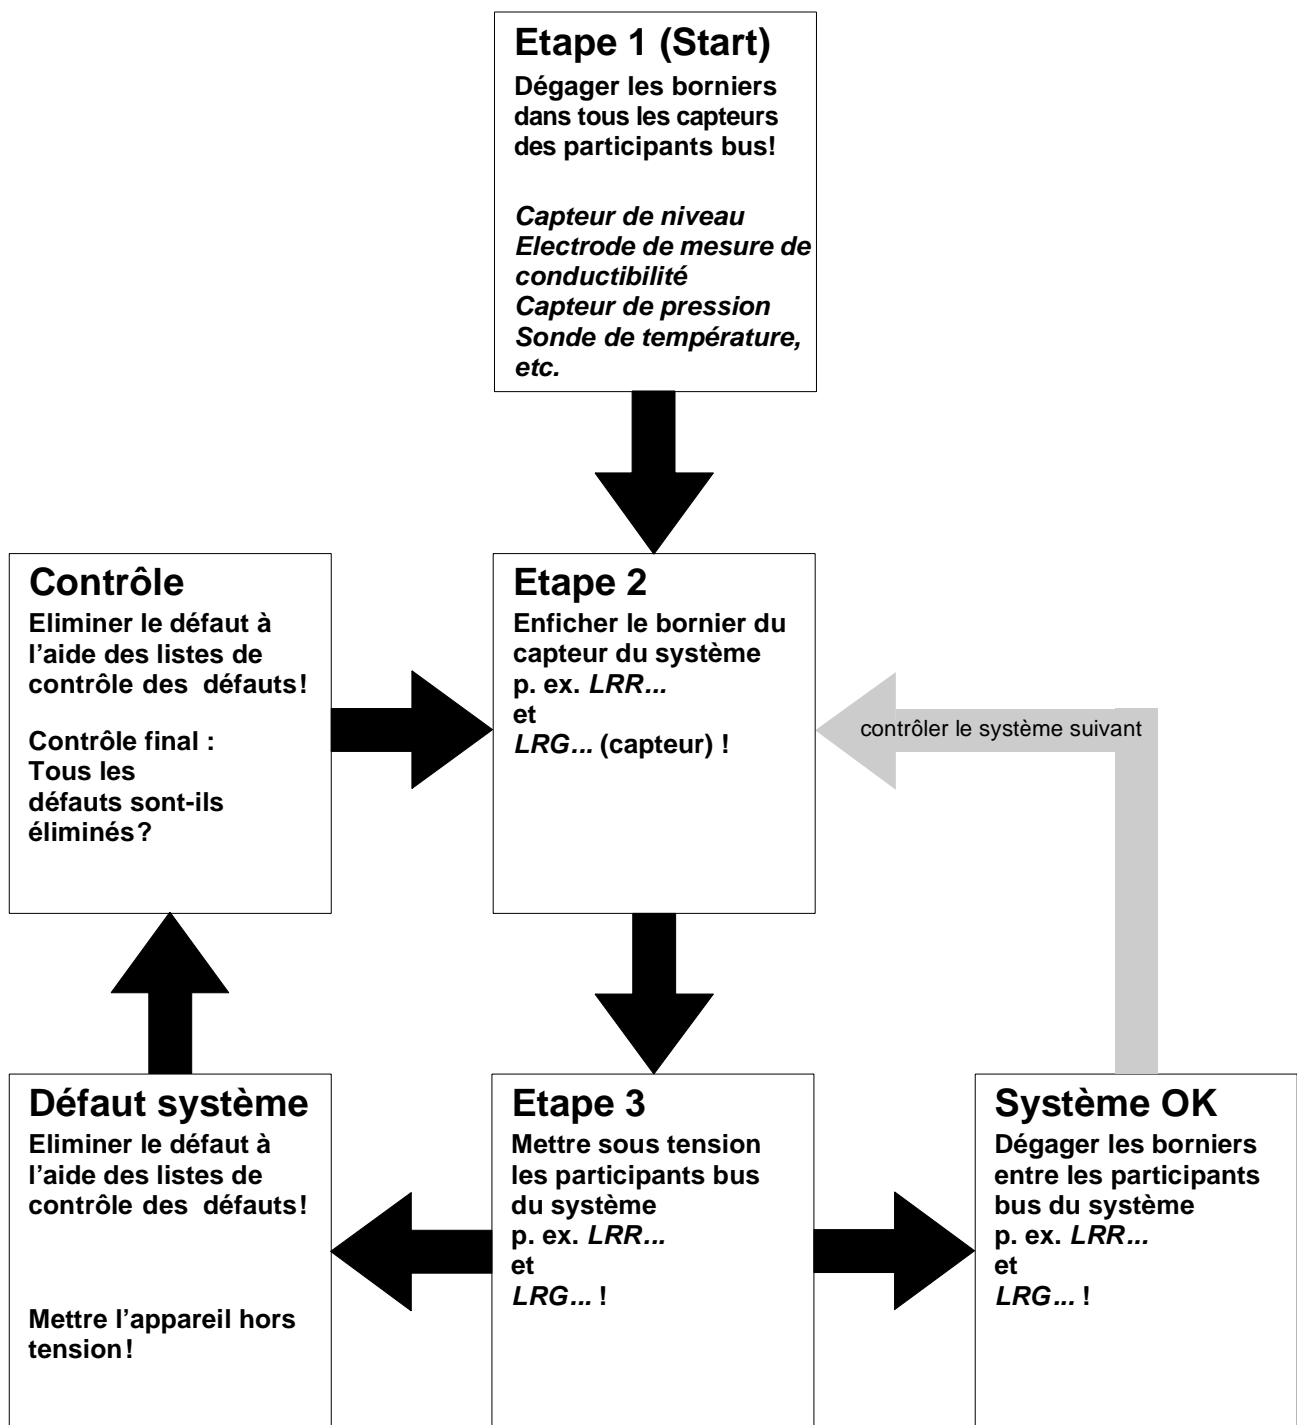 Etape 1 (Start)
Dégager les borniers
dans tous les capteurs
des participants bus!
Capteur de niveau
Electrode de mesure de
conductibilité
Capteur de pression
Sonde de température,
etc.
Contrôle
Eliminer le défaut à
l’aide des listes de
contrôle des défauts!
Contrôle final :
Tous les
défauts sont-ils
éliminés?
Etape 2
Enficher le bornier du
capteur du système
p. ex. LRR...
et
LRG... (capteur) !
contrôler le système suivant
Défaut système
Eliminer le défaut à
l’aide des listes de
contrôle des défauts!
Mettre l’appareil hors
tension!
Etape 3
Mettre sous tension
les participants bus
du système
p. ex. LRR...
et
LRG... !
Système OK
Dégager les borniers
entre les participants
bus du système
p. ex. LRR...
et
LRG... !